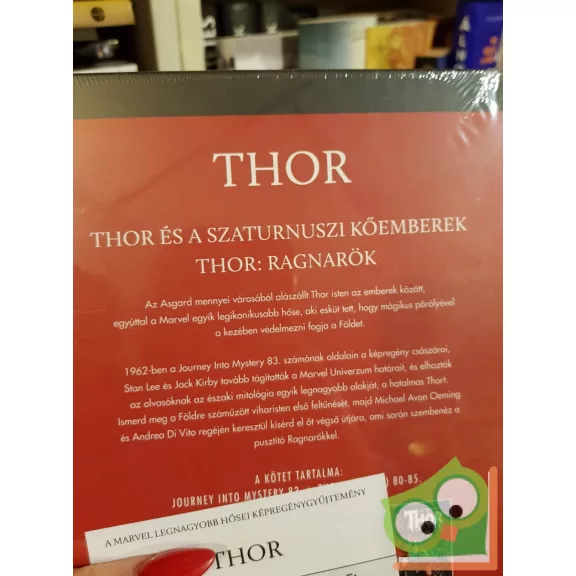 THOR
THOR ÉS A SZATURNUSZI KŐEMBEREK
THOR: RAGNARÖK
Az Asgard mennyei városából alászállt Thor isten az emberek között,
egyúttal a Marvel egyik legikonikusabb hőse, aki esküt tett, hogy mágikus pörölyével
a kezében védelmezni fogja a Földet.
1962-ben a Journey Into Mystery 83. számának oldalain a képregény császárai,
Stan Lee és Jack Kirby tovább tágították a Marvel Univerzum határait, és elhozták
az olvasóknak az északi mitológia egyik legnagyobb alakját, a hatalmas Thort.
Ismerd meg a Földre száműzött viharisten első feltűnését, majd Michael Avon Oeming
és Andrea Di Vito regéjén keresztül kísérd el őt végső útjára, ami során szembenéz a
pusztító Ragnarökkel.
A KÖTET TARTALMA:
JOURNEY INTO MYSTERY 83 80-85.
A MARVEL LEGNAGYOBB HŐSEI KÉPREGÉNYGYŰJTEMÉNY
THOR
THOR